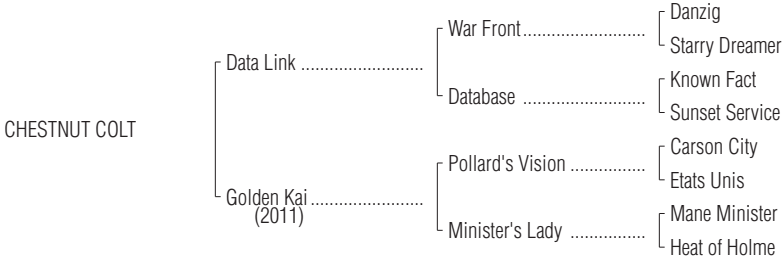 Danzig
War Front.........................
Starry Dreamer
Data Link .........................
Known Fact
Database .........................
Sunset Service
CHESTNUT COLT
Carson City
Pollard's Vision ................
Etats Unis
Golden Kai.......................
(2011)
Mane Minister
Minister's Lady ................
Heat of Holme